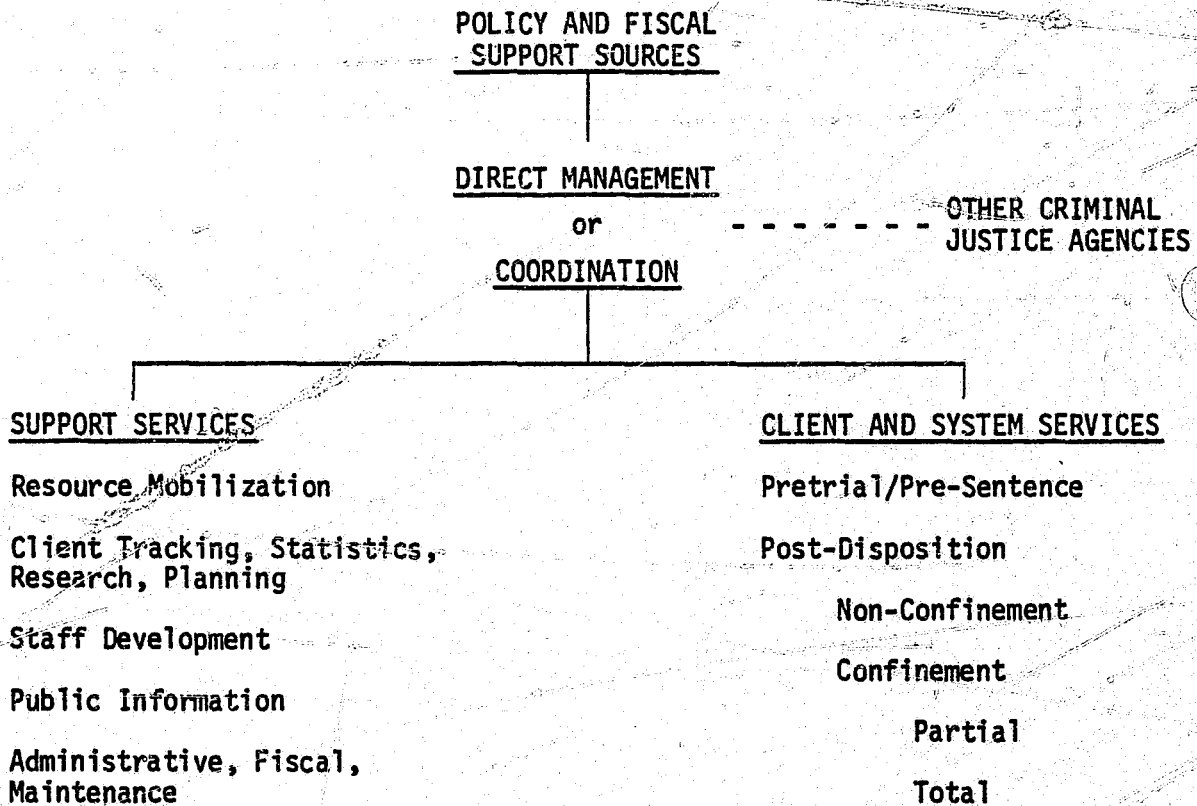 POLICY AND FISCAL
SUPPORT SOURCES
DIRECT MANAGEMENT
or
COORDINATION
OTHER CRIMINAL
JUSTICE AGENCIES
SUPPORT SERVICES
Resource Mobilization
Client Tracking, Statistics,
Research, Planning
Staff Development
Public Information
Administrative, Fiscal,
Maintenance
CLIENT AND SYSTEM SERVICES
Pretrial/Pre-Sentence
Post-Disposition
Non-Confinement
Confinement
Partial
Total